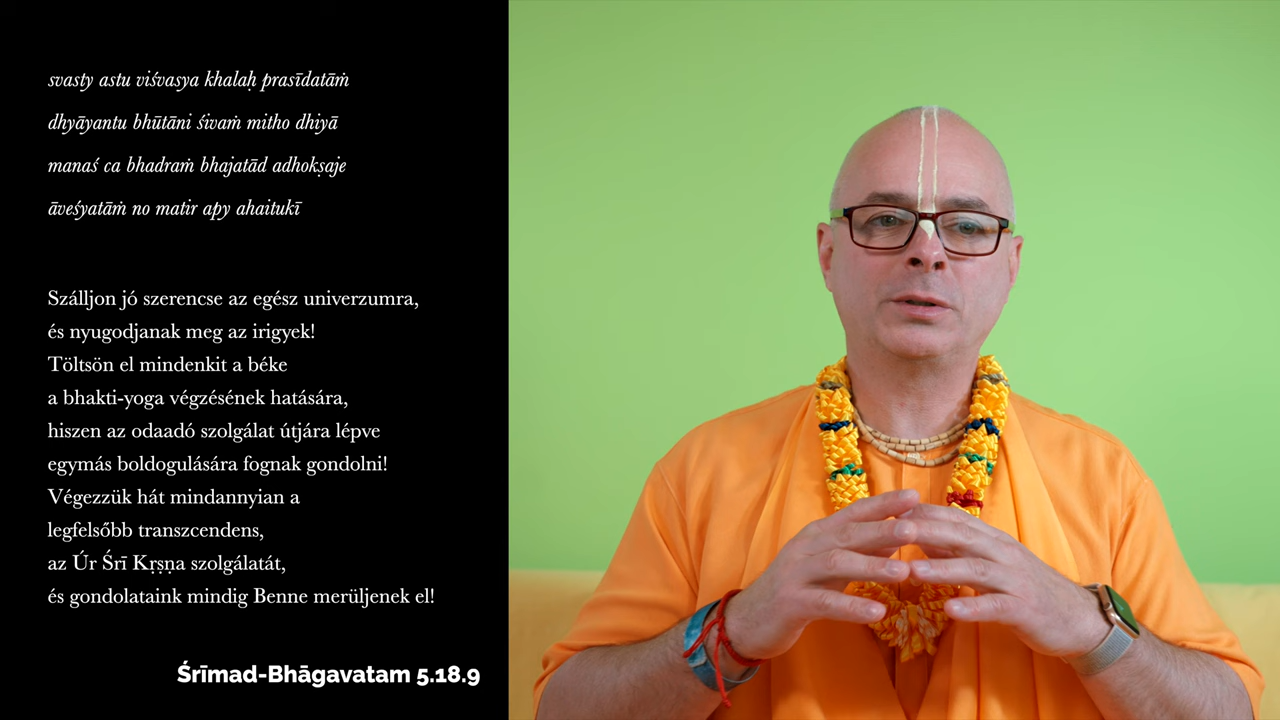 svasty astu viśvasya khalaḥ prasīdatāṁ
dhyāyantu bhūtāni śivaṁ mitho dhiyā
manaś ca bhadraṁ bhajatād adhokṣaje
āveśyatāṁ no matir apy ahaitukī
Szálljon jó szerencse az egész univerzumra,
és nyugodjanak meg az irigyek!
Töltsön el mindenkit a béke
a bhakti-yoga végzésének hatására,
hiszen az odaadó szolgálat útjára lépve
egymás boldogulására fognak gondolni!
Végezzük hát mindannyian a
legfelsőbb transzcendens,
az Úr Śrī Kṛṣṇa szolgálatát,
és gondolataink mindig Benne merüljenek el!
Śrīmad-Bhāgavatam 5.18.9